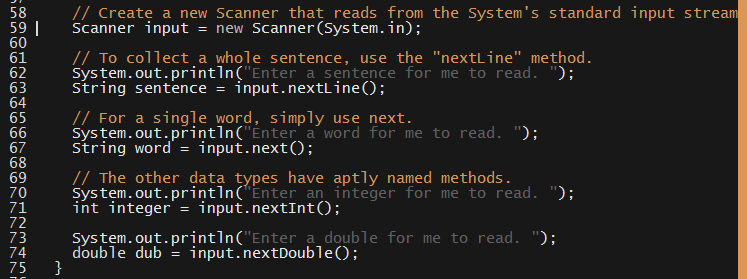 58 // Create a new Scanner that reads from the System's standard input stream
59 Scanner input = new Scanner(System.in);
60
61 // To collect a whole sentence, use the "nextLine" method.
62 System.out.println("Enter a sentence for me to read. ");
63 String sentence = input.nextLine();
64
65 // For a single word, simply use next.
66 System.out.println("Enter a word for me to read. ");
67 String word = input.next();
68
69 // The other data types have aptly named methods.
70 System.out.println("Enter an integer for me to read. ");
71 int integer = input.nextInt();
72
73 System.out.println("Enter a double for me to read. ");
74 double dub = input.nextDouble();
75 }